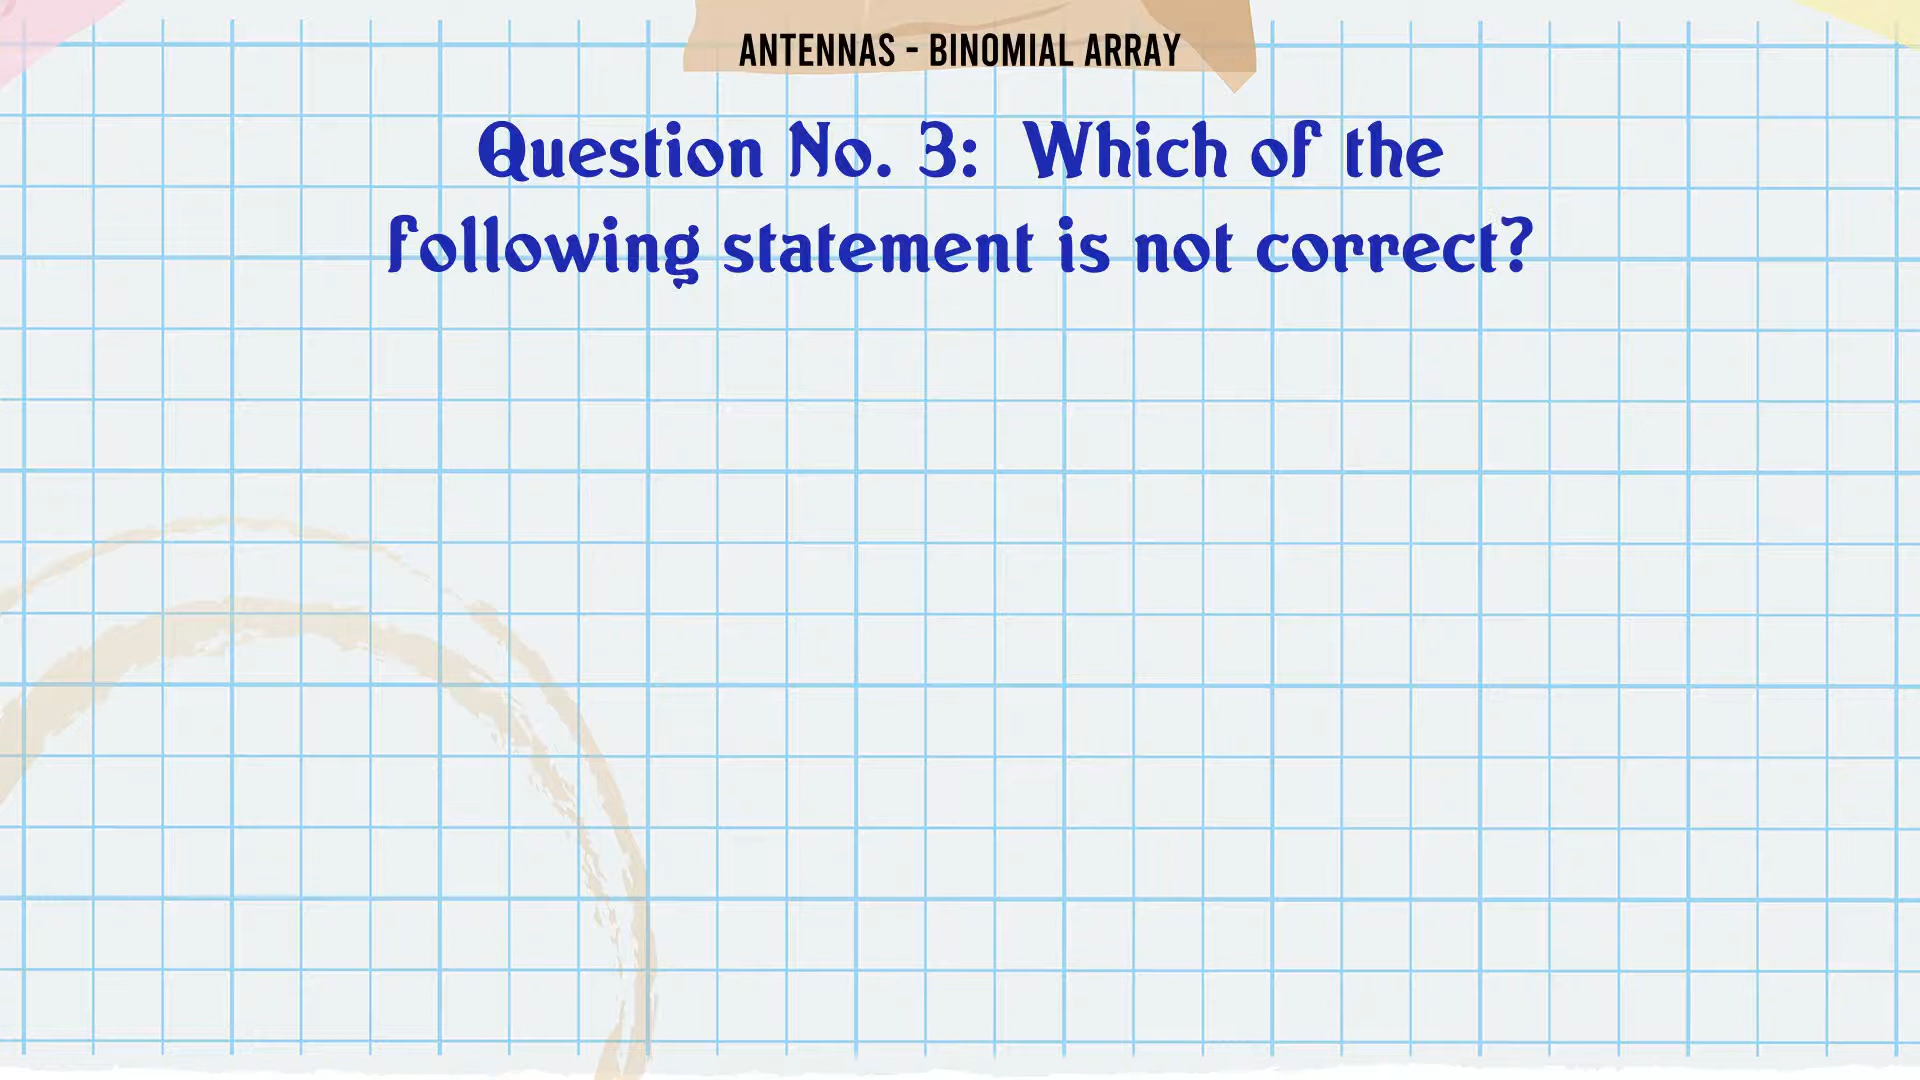 ANTENNAS - BINOMIAL ARRAY
Question No. 3: Which of the
following statement is not correct?